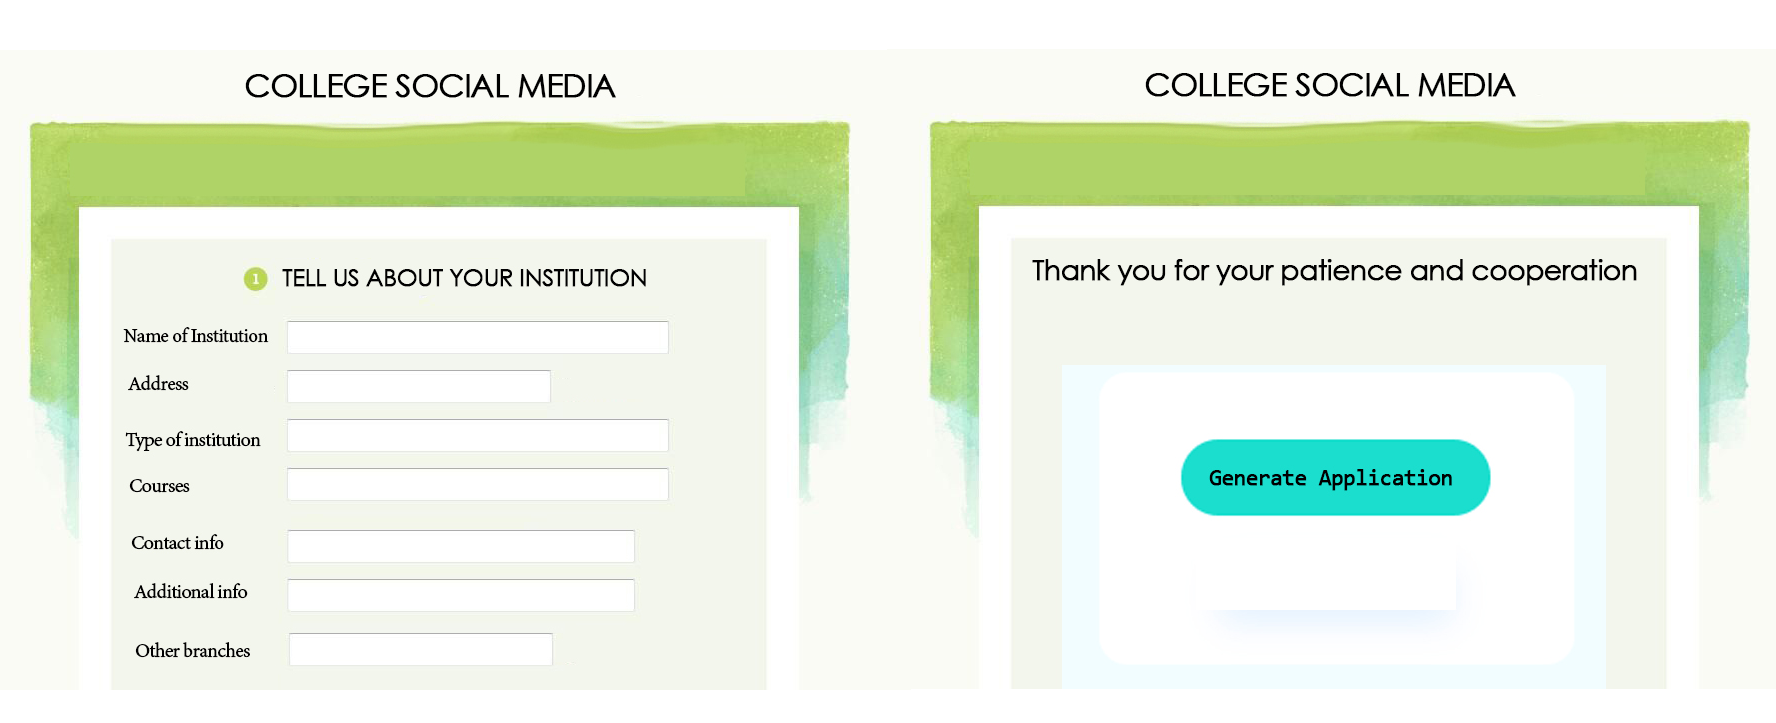 COLLEGE SOCIAL MEDIA
1 TELL US ABOUT YOUR INSTITUTION
Name of Institution
Address
Type of institution
Courses
Contact info
Additional info
Other branches
COLLEGE SOCIAL MEDIA
Thank you for your patience and cooperation
Generate Application